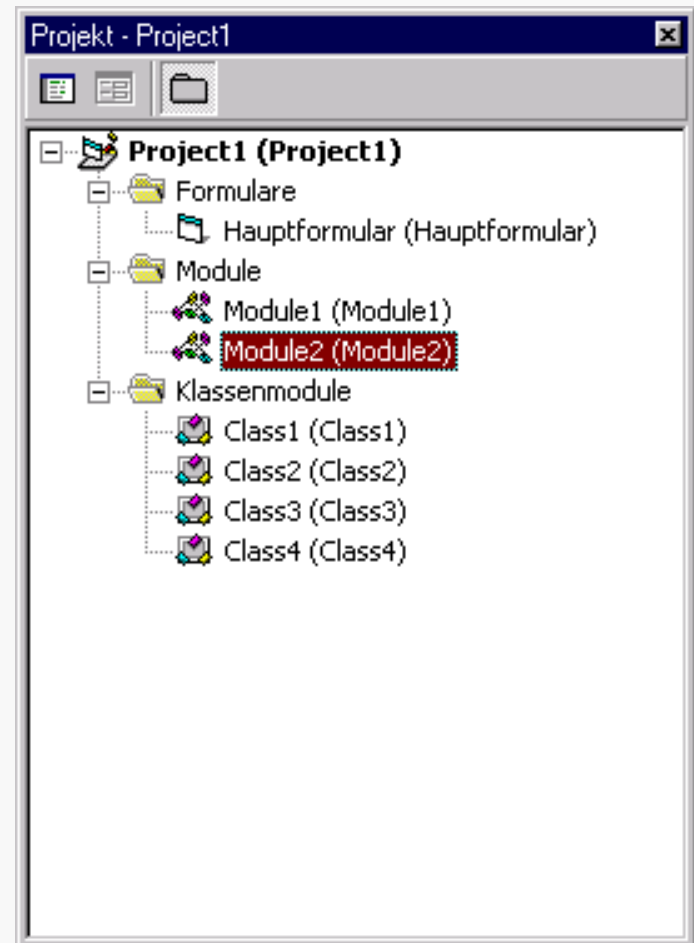 Projekt - Project1
Project1 (Project1)
Formulare
Hauptformular (Hauptformular)
Module
Module1 (Module1)
Module2 (Module2)
Klassenmodule
Class1 (Class1)
Class2 (Class2)
Class3 (Class3)
Class4 (Class4)